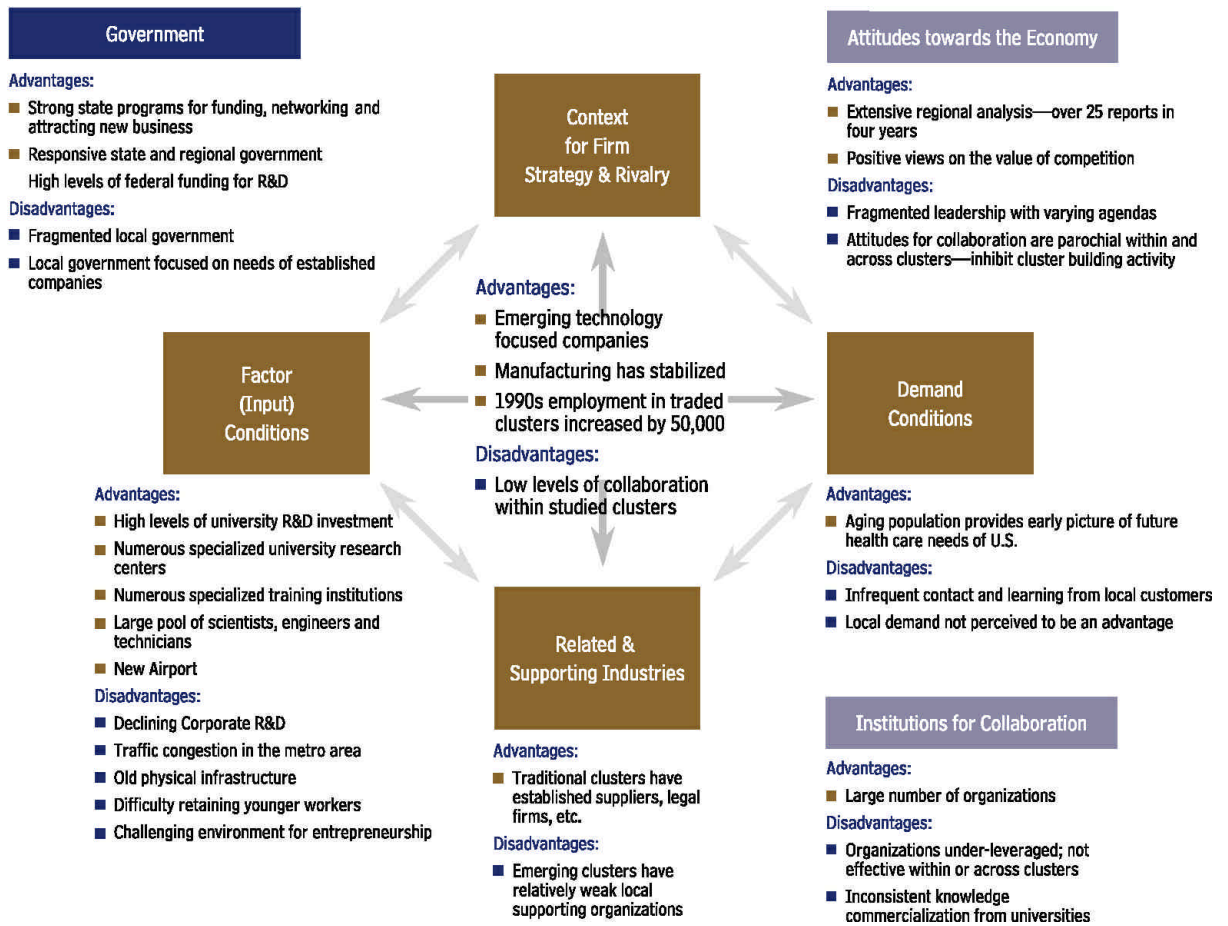 Government
Advantages:
■ Strong state programs for funding, networking and
attracting new business
■ Responsive state and regional government
High levels of federal funding for R&D
Disadvantages:
■ Fragmented local government
■ Local government focused on needs of established
companies
Context
for Firm
Strategy & Rivalry
Advantages:
■ Emerging technology
focused companies
■ Manufacturing has stabilized
■ 1990s employment in traded
clusters increased by 50,000
Disadvantages:
■ Low levels of collaboration
within studied clusters
Attitudes towards the Economy
Advantages:
■ Extensive regional analysis—over 25 reports in
four years
■ Positive views on the value of competition
Disadvantages:
■ Fragmented leadership with varying agendas
■ Attitudes for collaboration are parochial within and
across clusters—inhibit cluster building activity
Factor
(Input)
Conditions
Advantages:
■ High levels of university R&D investment
■ Numerous specialized university research
centers
■ Numerous specialized training institutions
■ Large pool of scientists, engineers and
technicians
■ New Airport
Disadvantages:
■ Declining Corporate R&D
■ Traffic congestion in the metro area
■ Old physical infrastructure
■ Difficulty retaining younger workers
■ Challenging environment for entrepreneurship
Demand
Conditions
Advantages:
■ Aging population provides early picture of future
health care needs of U.S.
Disadvantages:
■ Infrequent contact and learning from local customers
■ Local demand not perceived to be an advantage
Related &
Supporting Industries
Advantages:
■ Traditional clusters have
established suppliers, legal
firms, etc.
Disadvantages:
■ Emerging clusters have
relatively weak local
supporting organizations
Institutions for Collaboration
Advantages:
■ Large number of organizations
Disadvantages:
■ Organizations under-leveraged; not
effective within or across clusters
■ Inconsistent knowledge
commercialization from universities